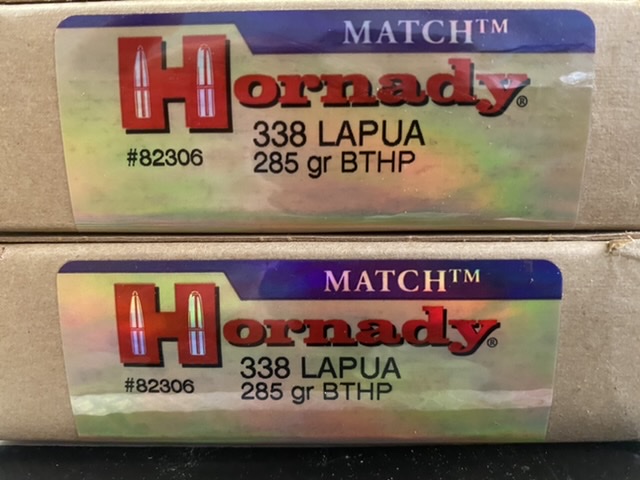 MATCH™
Hornady®
338 LAPUA
#82306 285 gr BTHP
MATCH™
Hornady®
338 LAPUA
#82306 285 gr BTHP